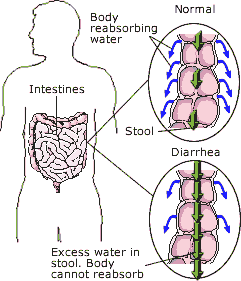 Normal
Body
reabsorbing
water
Intestines
Stool
Diarrhea
Excess water in
stool. Body
cannot reabsorb